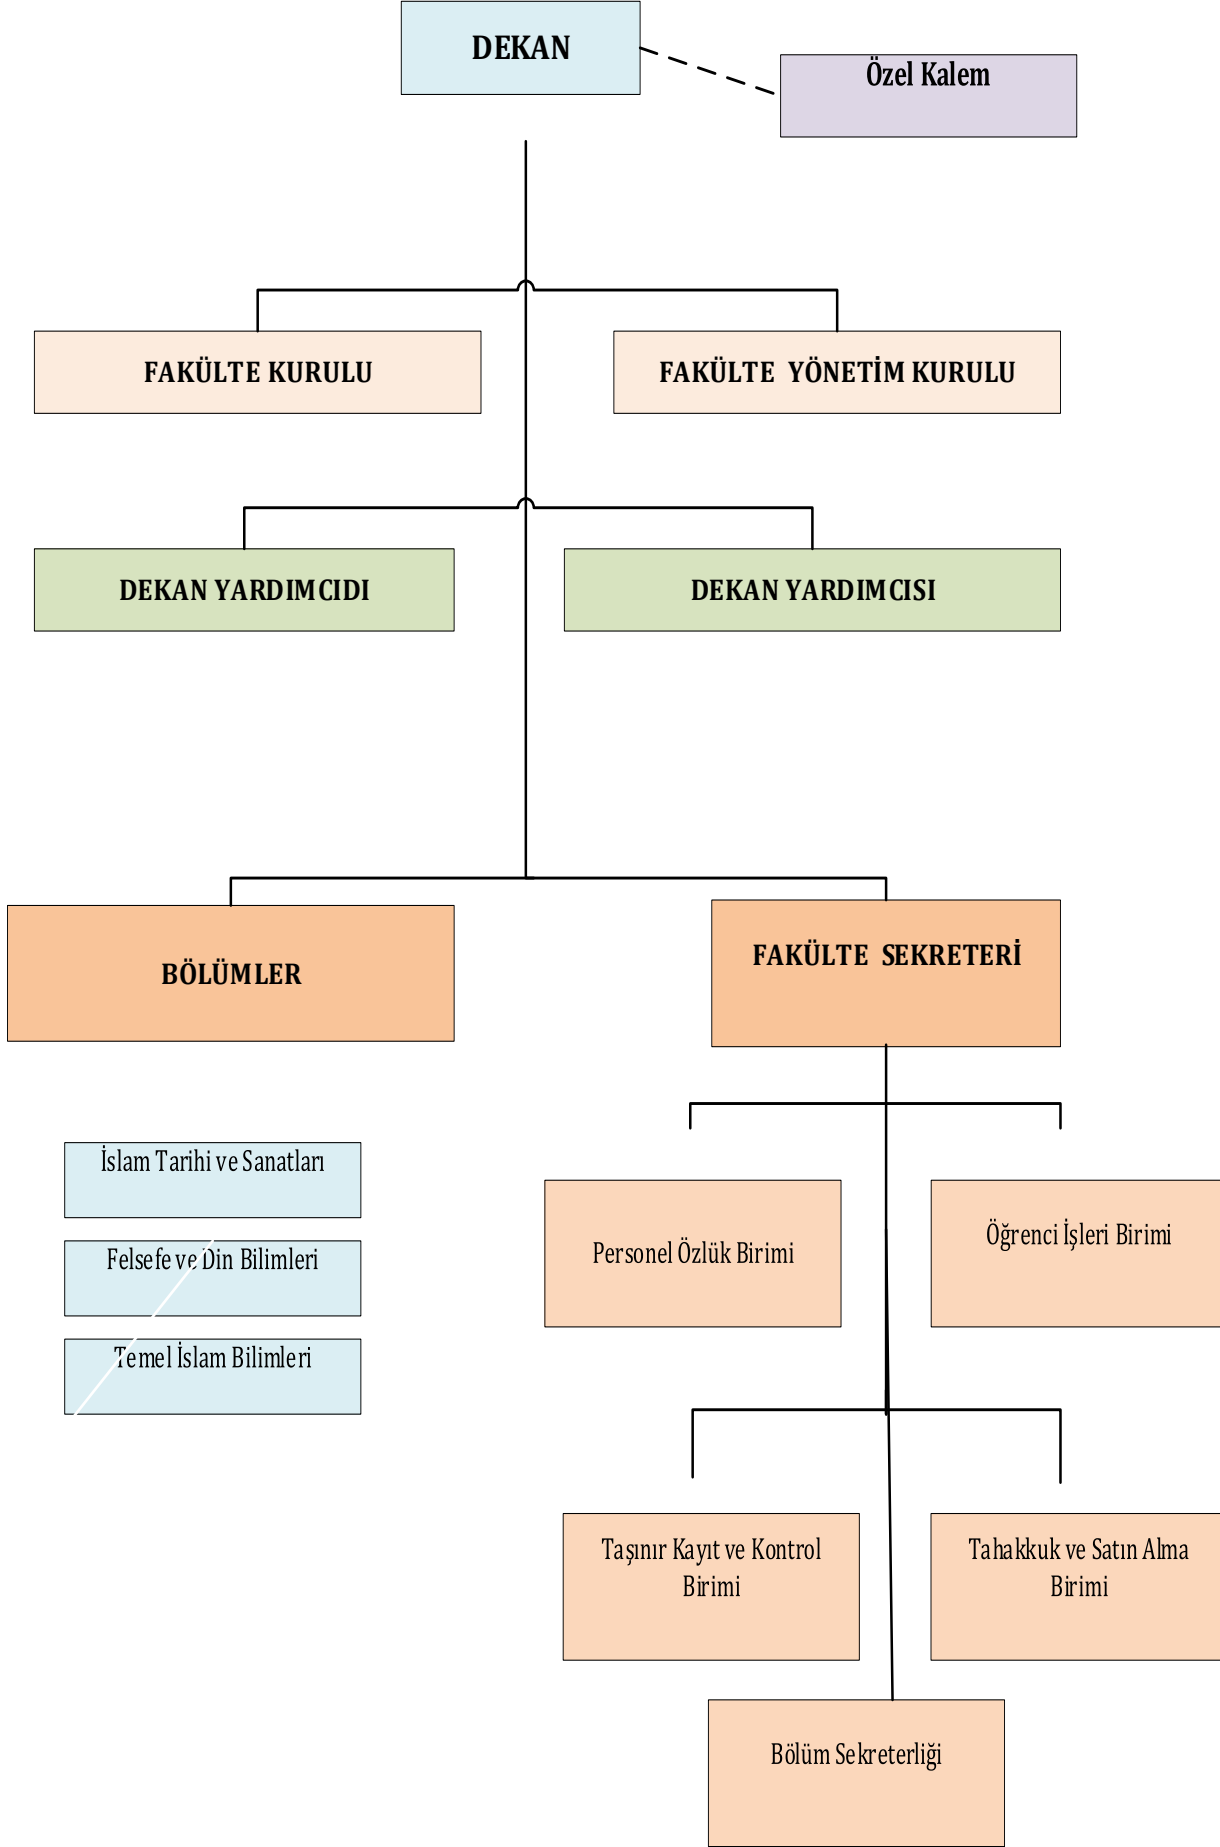 DEKAN
Özel Kalem
FAKÜLTE KURULU
FAKÜLTE YÖNETİM KURULU
DEKAN YARDIMCIDI
DEKAN YARDIMCISI
BÖLÜMLER
FAKÜLTE SEKRETERİ
İslam Tarihi ve Sanatları
Felsefe ve Din Bilimleri
Temel İslam Bilimleri
Personel Özlük Birimi
Öğrenci İşleri Birimi
Taşınır Kayıt ve Kontrol
Birimi
Tahakkuk ve Satın Alma
Birimi
Bölüm Sekreterliği